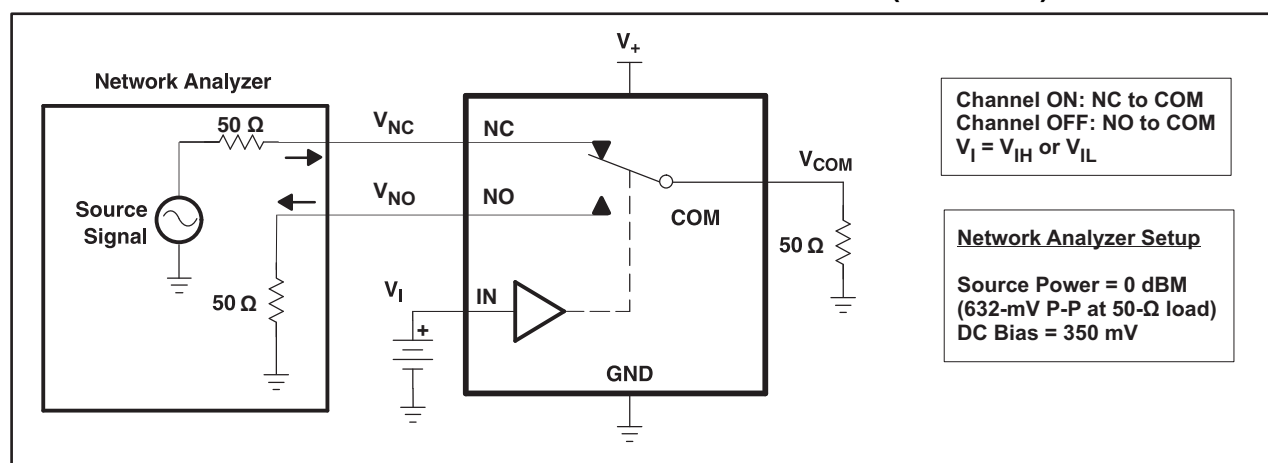 V+
Network Analyzer
50 Ω
VNC
NC
Channel ON: NC to COM
Channel OFF: NO to COM
VI = VIH or VIL
VCOM
VNO
NO
COM
Source
Signal
50 Ω
50 Ω
VI
IN
+
GND
Network Analyzer Setup
Source Power = 0 dBM
(632-mV P-P at 50-Ω load)
DC Bias = 350 mV